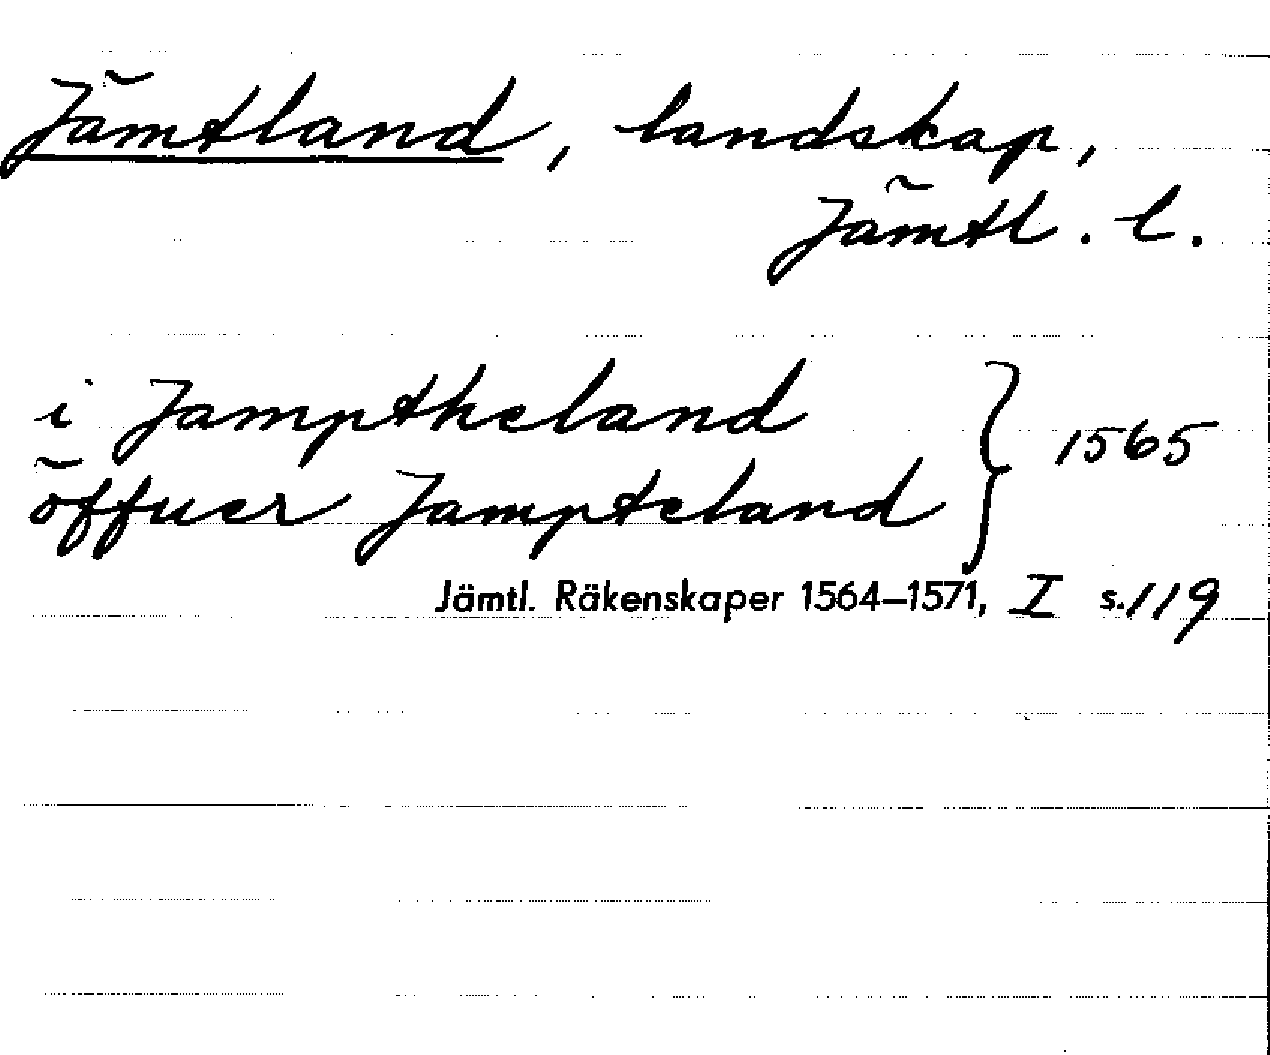 Jämtland, landskap,
Jämtl. l.
i Jamptheland
öffuer Jampteland } 1565
Jämtl. Räkenskaper 1564–1571, I s. 119